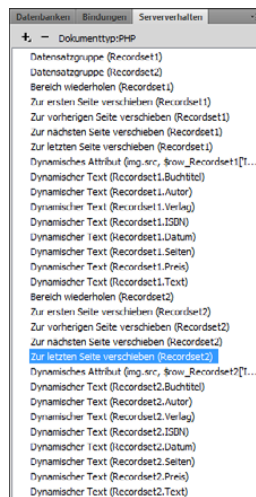 Datenbanken Bindungen Serververhalten
+, − Dokumenttyp:PHP
Datensatzgruppe (Recordset1)
Datensatzgruppe (Recordset2)
Bereich wiederholen (Recordset1)
Zur ersten Seite verschieben (Recordset1)
Zur vorherigen Seite verschieben (Recordset1)
Zur nächsten Seite verschieben (Recordset1)
Zur letzten Seite verschieben (Recordset1)
Dynamisches Attribut (img.src, $row_Recordset1['I...
Dynamischer Text (Recordset1.Buchtitel)
Dynamischer Text (Recordset1.Autor)
Dynamischer Text (Recordset1.Verlag)
Dynamischer Text (Recordset1.ISBN)
Dynamischer Text (Recordset1.Datum)
Dynamischer Text (Recordset1.Seiten)
Dynamischer Text (Recordset1.Preis)
Dynamischer Text (Recordset1.Text)
Bereich wiederholen (Recordset2)
Zur ersten Seite verschieben (Recordset2)
Zur vorherigen Seite verschieben (Recordset2)
Zur nächsten Seite verschieben (Recordset2)
Zur letzten Seite verschieben (Recordset2)
Dynamisches Attribut (img.src, $row_Recordset2['I...
Dynamischer Text (Recordset2.Buchtitel)
Dynamischer Text (Recordset2.Autor)
Dynamischer Text (Recordset2.Verlag)
Dynamischer Text (Recordset2.ISBN)
Dynamischer Text (Recordset2.Datum)
Dynamischer Text (Recordset2.Seiten)
Dynamischer Text (Recordset2.Preis)
Dynamischer Text (Recordset2.Text)